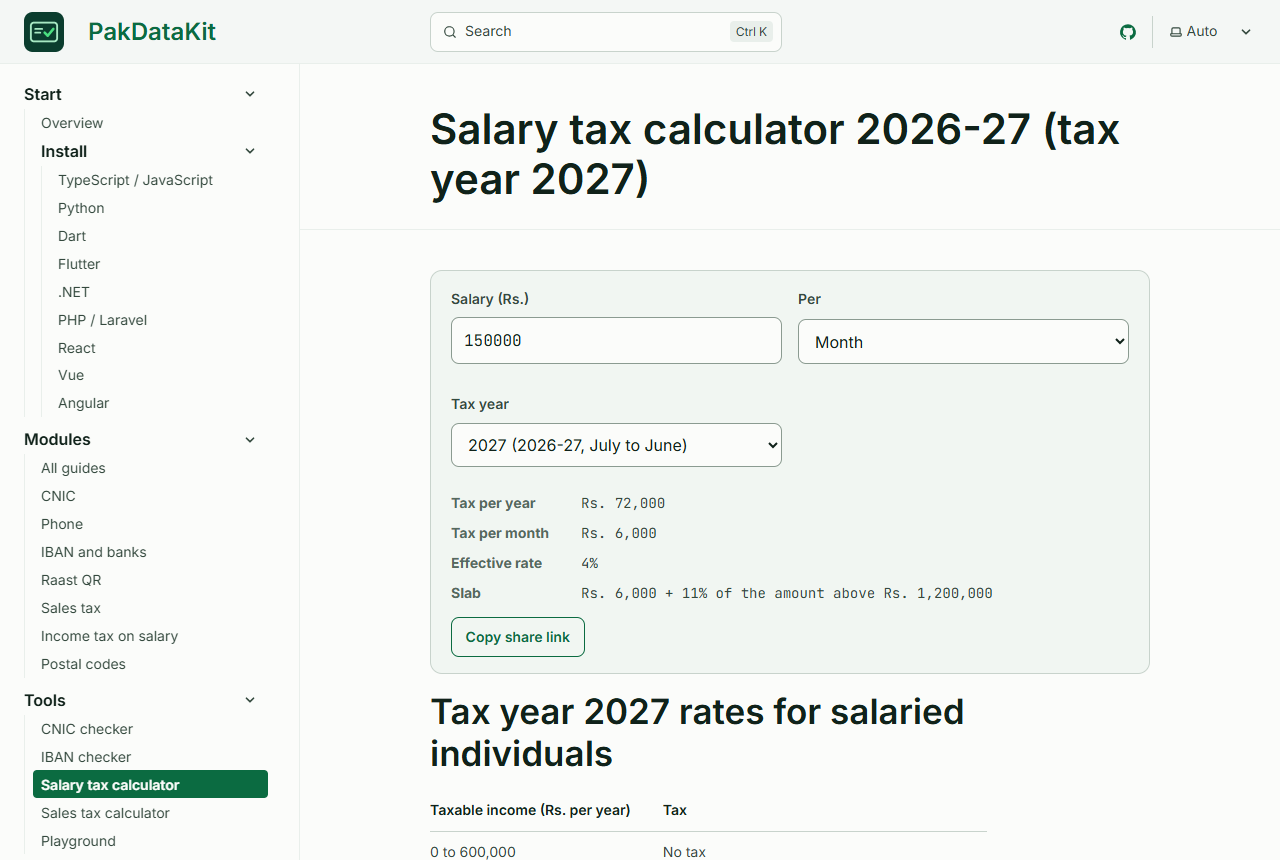 PakDataKit
Search
Ctrl K
Auto
Start
Overview
Install
TypeScript / JavaScript
Python
Dart
Flutter
.NET
PHP / Laravel
React
Vue
Angular
Modules
All guides
CNIC
Phone
IBAN and banks
Raast QR
Sales tax
Income tax on salary
Postal codes
Tools
CNIC checker
IBAN checker
Salary tax calculator
Sales tax calculator
Playground
Salary tax calculator 2026-27 (tax
year 2027)
Salary (Rs.)
150000
Per
Month
Tax year
2027 (2026-27, July to June)
Tax per year Rs. 72,000
Tax per month Rs. 6,000
Effective rate 4%
Slab Rs. 6,000 + 11% of the amount above Rs. 1,200,000
Copy share link
Tax year 2027 rates for salaried
individuals
Taxable income (Rs. per year) Tax
0 to 600,000 No tax